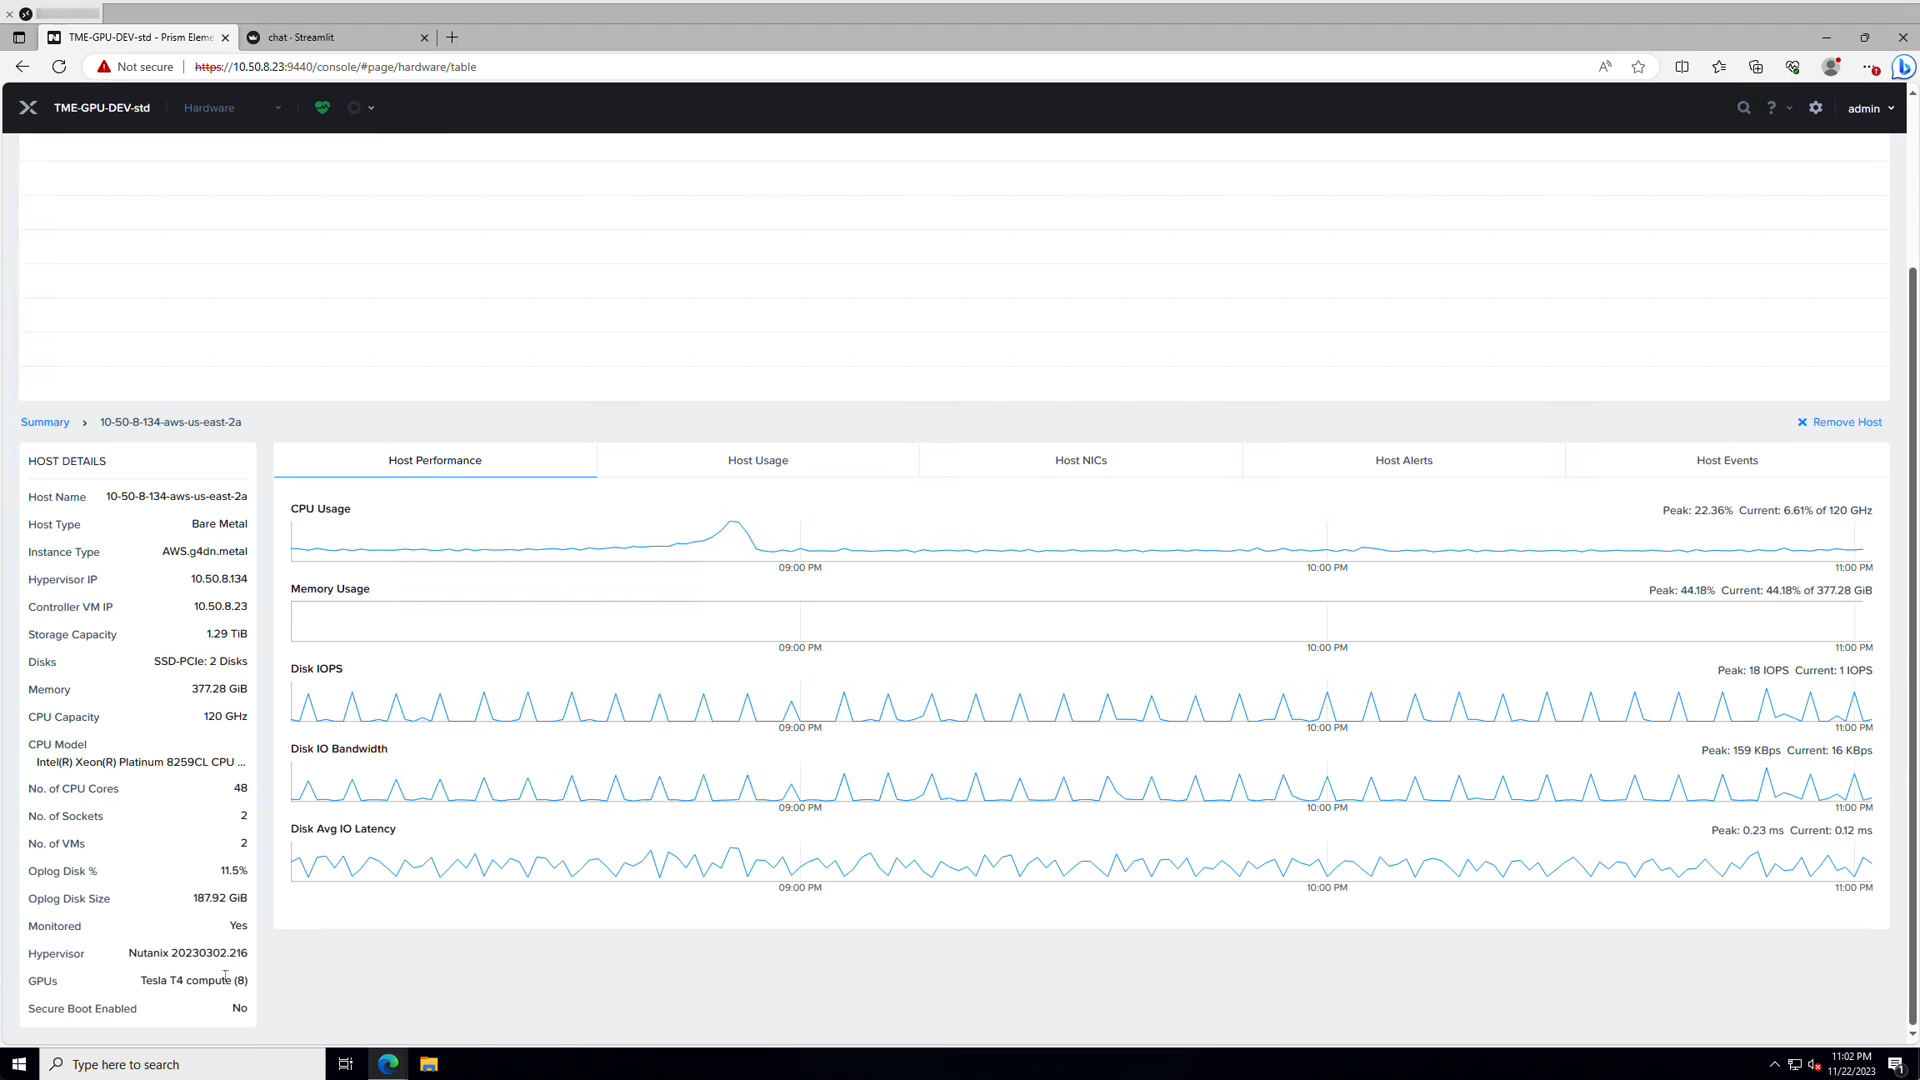 TME-GPU-DEV-std - Prism Eleme
chat · Streamlit
Not secure
https://10.50.8.23:9440/console/#page/hardware/table
TME-GPU-DEV-std
Hardware
?
admin
Summary
10-50-8-134-aws-us-east-2a
Remove Host
HOST DETAILS
Host Name 10-50-8-134-aws-us-east-2a
Host Type Bare Metal
Instance Type AWS.g4dn.metal
Hypervisor IP 10.50.8.134
Controller VM IP 10.50.8.23
Storage Capacity 1.29 TiB
Disks SSD-PCIe: 2 Disks
Memory 377.28 GiB
CPU Capacity 120 GHz
CPU Model
Intel(R) Xeon(R) Platinum 8259CL CPU ...
No. of CPU Cores 48
No. of Sockets 2
No. of VMs 2
Oplog Disk % 11.5%
Oplog Disk Size 187.92 GiB
Monitored Yes
Hypervisor Nutanix 20230302.216
GPUs Tesla T4 compute (8)
Secure Boot Enabled No
Host Performance
Host Usage
Host NICs
Host Alerts
Host Events
CPU Usage
Peak: 22.36% Current: 6.61% of 120 GHz
09:00 PM 10:00 PM 11:00 PM
Memory Usage
Peak: 44.18% Current: 44.18% of 377.28 GiB
09:00 PM 10:00 PM 11:00 PM
Disk IOPS
Peak: 18 IOPS Current: 1 IOPS
09:00 PM 10:00 PM 11:00 PM
Disk IO Bandwidth
Peak: 159 KBps Current: 16 KBps
09:00 PM 10:00 PM 11:00 PM
Disk Avg IO Latency
Peak: 0.23 ms Current: 0.12 ms
09:00 PM 10:00 PM 11:00 PM
Type here to search
11:02 PM
11/22/2023
1